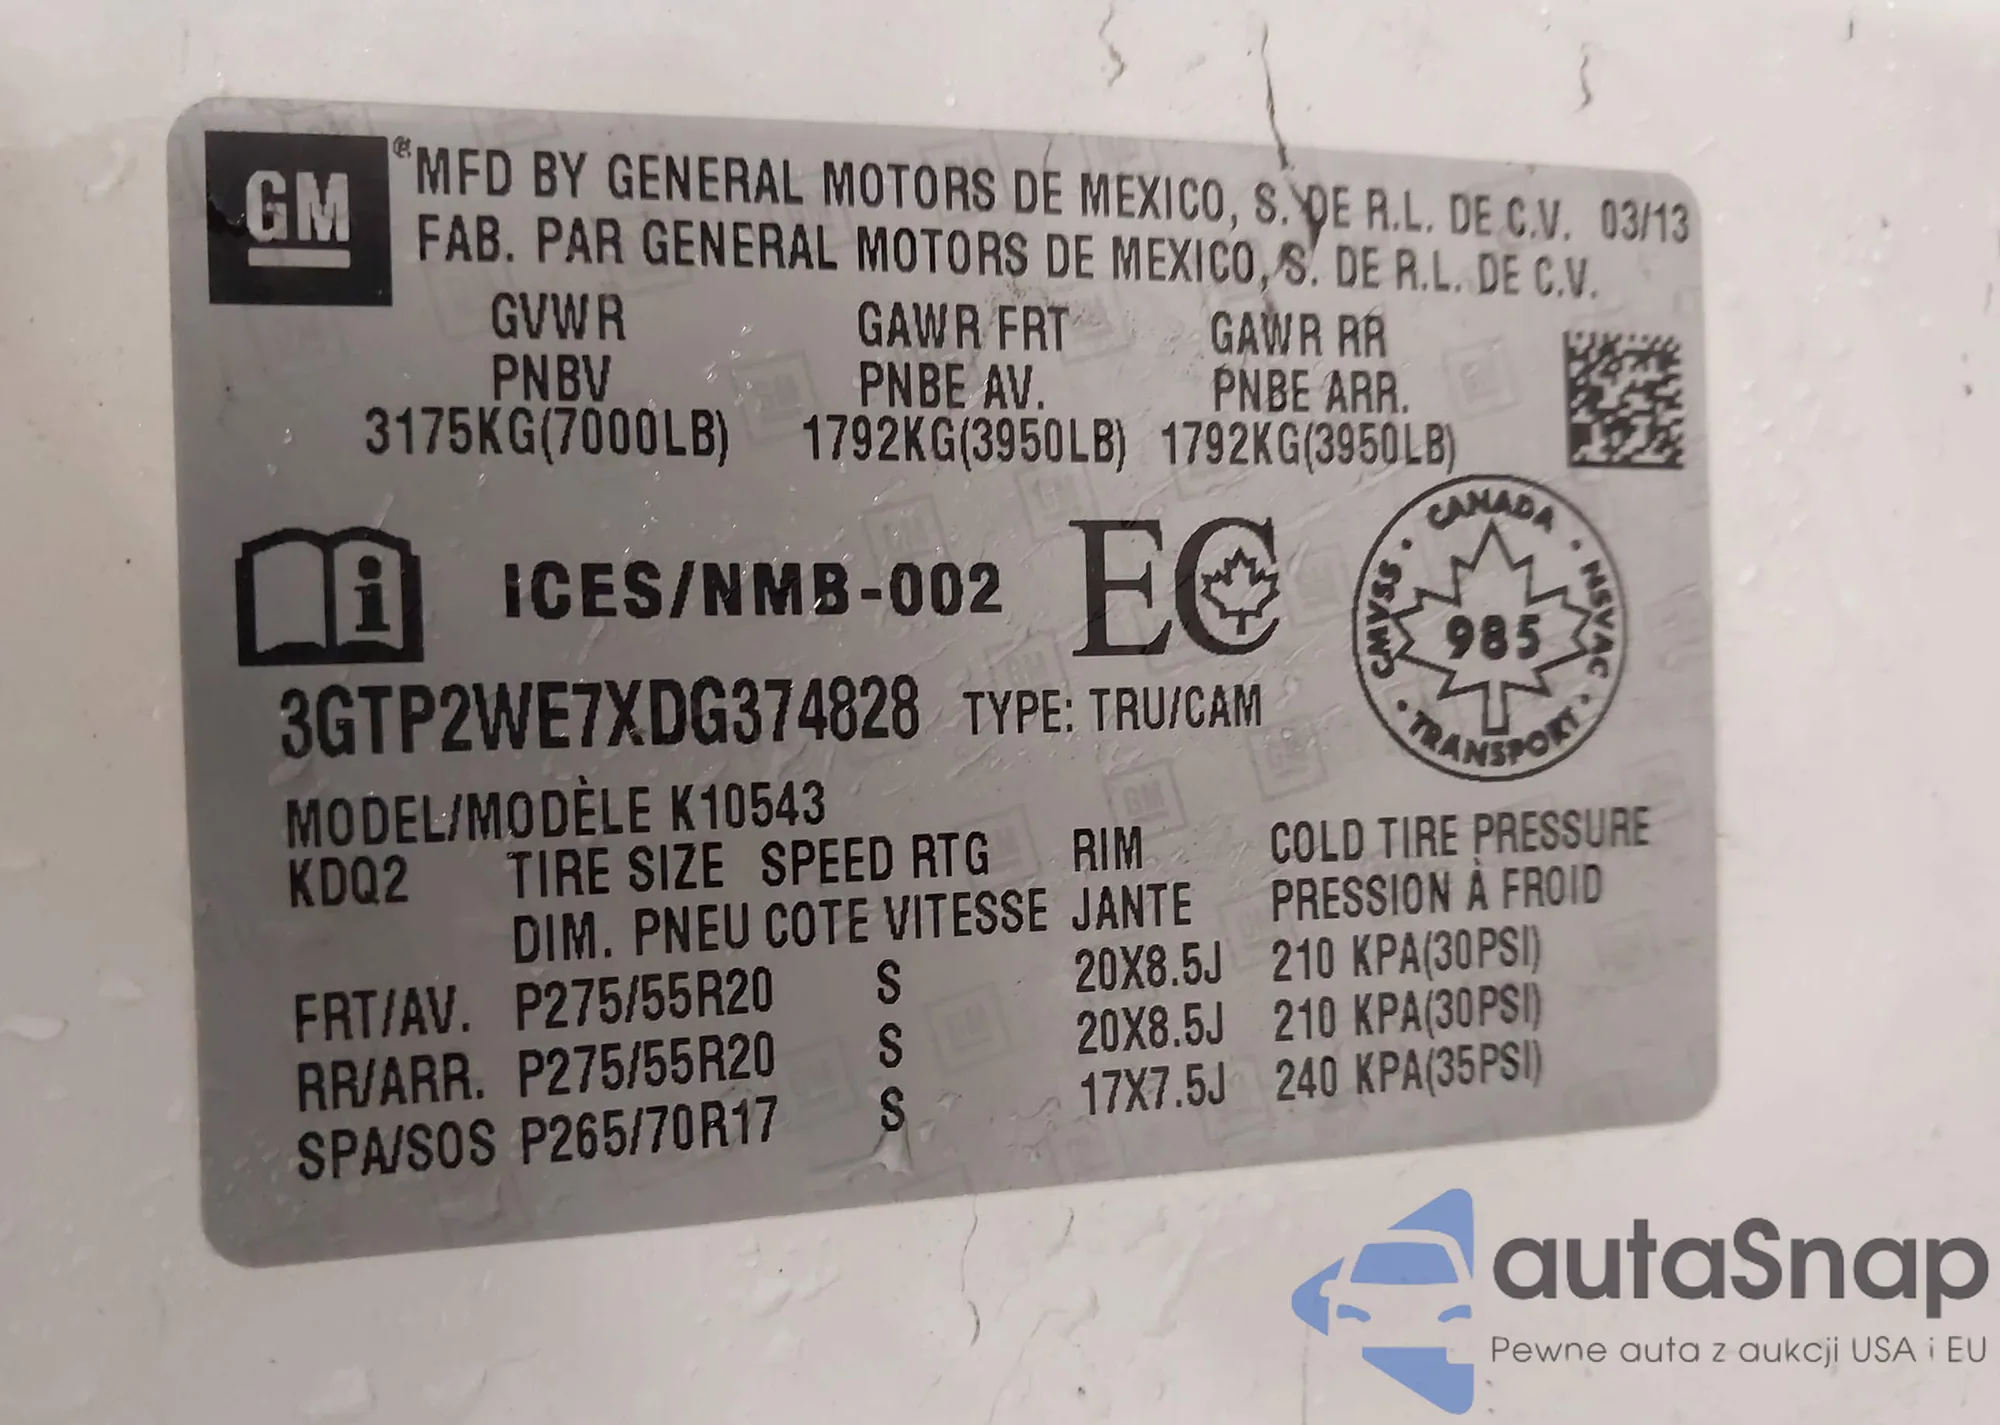 GM
®MFD BY GENERAL MOTORS DE MEXICO, S. DE R.L. DE C.V. 03/13
FAB. PAR GENERAL MOTORS DE MEXICO, S. DE R.L. DE C.V.
GVWR GAWR FRT GAWR RR
PNBV PNBE AV. PNBE ARR.
3175KG(7000LB) 1792KG(3950LB) 1792KG(3950LB)
i ICES/NMB-002 EC
CANADA
CMVSS · NSVAC
985
TRANSPORT
3GTP2WE7XDG374828 TYPE: TRU/CAM
MODEL/MODÈLE K10543
KDQ2 TIRE SIZE SPEED RTG RIM COLD TIRE PRESSURE
DIM. PNEU COTE VITESSE JANTE PRESSION À FROID
FRT/AV. P275/55R20 S 20X8.5J 210 KPA(30PSI)
RR/ARR. P275/55R20 S 20X8.5J 210 KPA(30PSI)
SPA/SOS P265/70R17 S 17X7.5J 240 KPA(35PSI)
autaSnap
Pewne auta z aukcji USA i EU